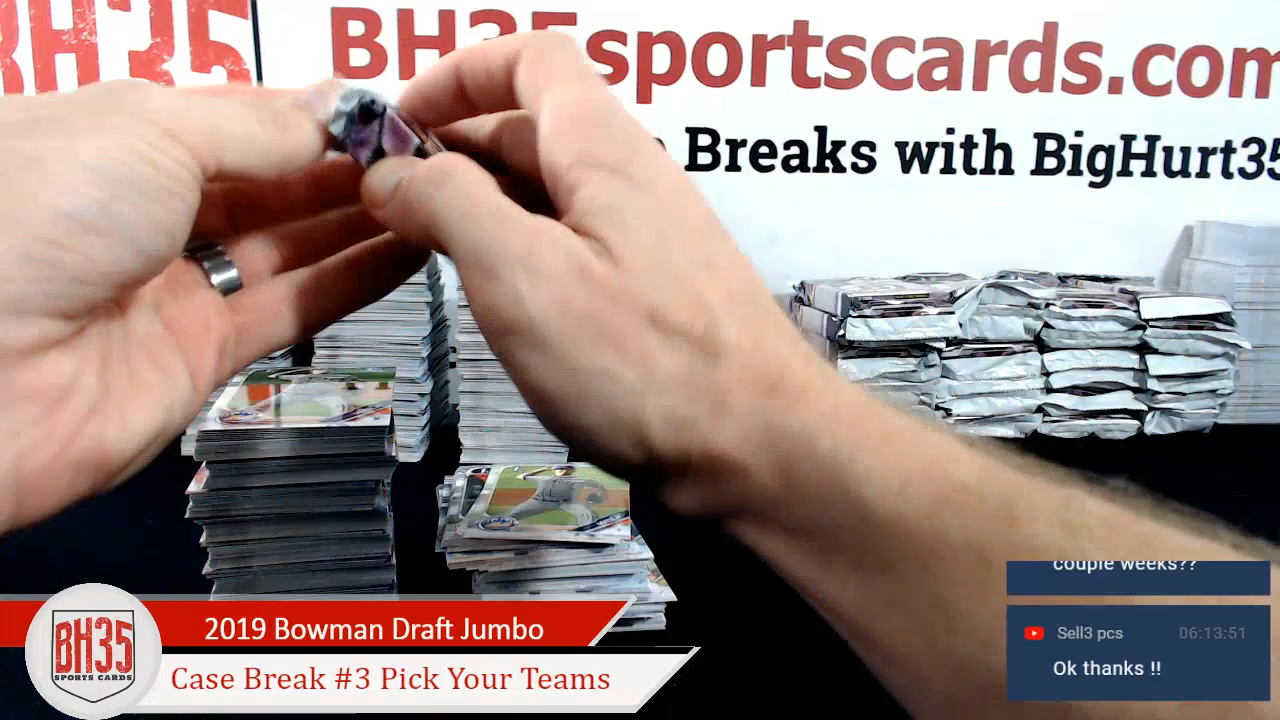 BH35
BH35sportscards.com
Breaks with BigHurt35
couple weeks??
Sell3 pcs 06:13:51
Ok thanks !!
BH35
SPORTS CARDS
2019 Bowman Draft Jumbo
Case Break #3 Pick Your Teams